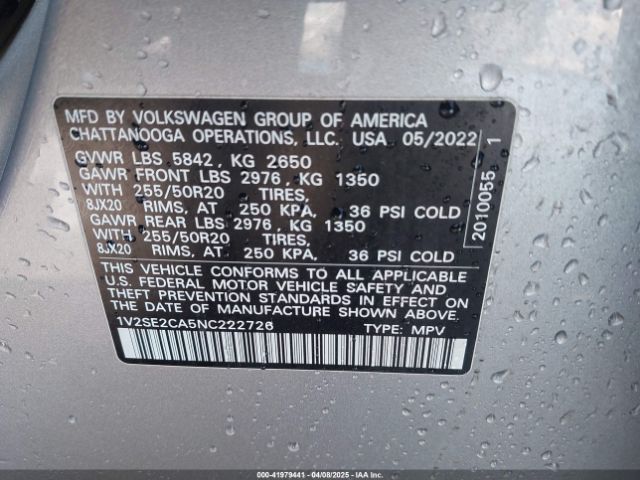 MFD BY VOLKSWAGEN GROUP OF AMERICA
CHATTANOOGA OPERATIONS, LLC. USA 05/2022
GVWR LBS 5842, KG 2650
GAWR FRONT LBS 2976, KG 1350
WITH 255/50R20 TIRES,
8JX20 RIMS, AT 250 KPA, 36 PSI COLD
GAWR REAR LBS 2976, KG 1350
WITH 255/50R20 TIRES,
8JX20 RIMS, AT 250 KPA, 36 PSI COLD
THIS VEHICLE CONFORMS TO ALL APPLICABLE
U.S. FEDERAL MOTOR VEHICLE SAFETY AND
THEFT PREVENTION STANDARDS IN EFFECT ON
THE DATE OF MANUFACTURE SHOWN ABOVE.
1V2SE2CA5NC222726 TYPE: MPV
2010055 1
000-41979441 - 04/08/2025 - IAA Inc.